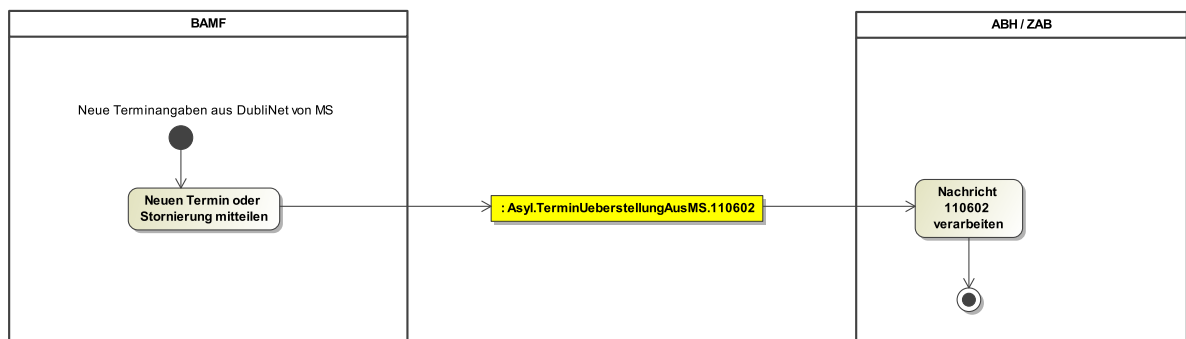 BAMF
ABH / ZAB
Neue Terminangaben aus DubliNet von MS
Neuen Termin oder
Stornierung mitteilen
: Asyl.TerminUeberstellungAusMS.110602
Nachricht
110602
verarbeiten